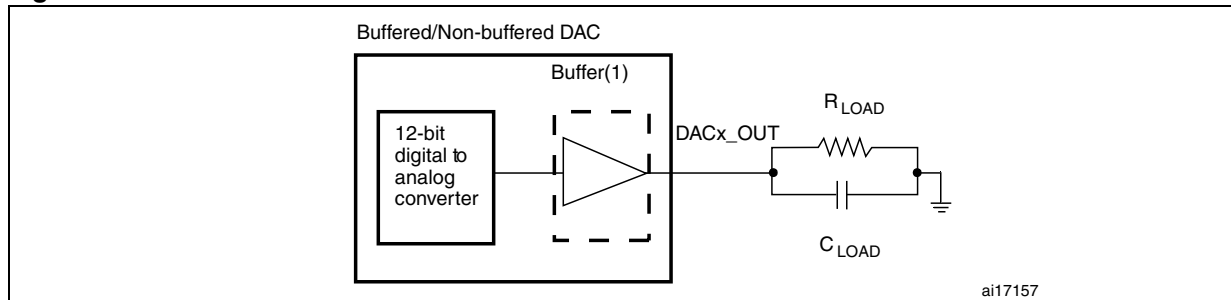 Buffered/Non-buffered DAC
Buffer(1)
12-bit
digital to
analog
converter
DACx_OUT
R LOAD
C LOAD
ai17157